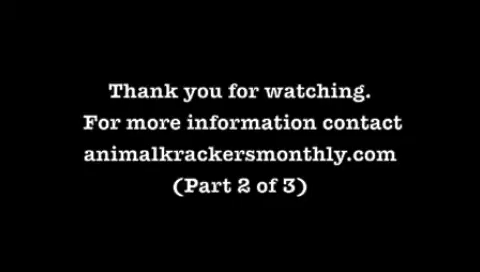 Thank you for watching.
For more information contact
animalkrackersmonthly.com
(Part 2 of 3)